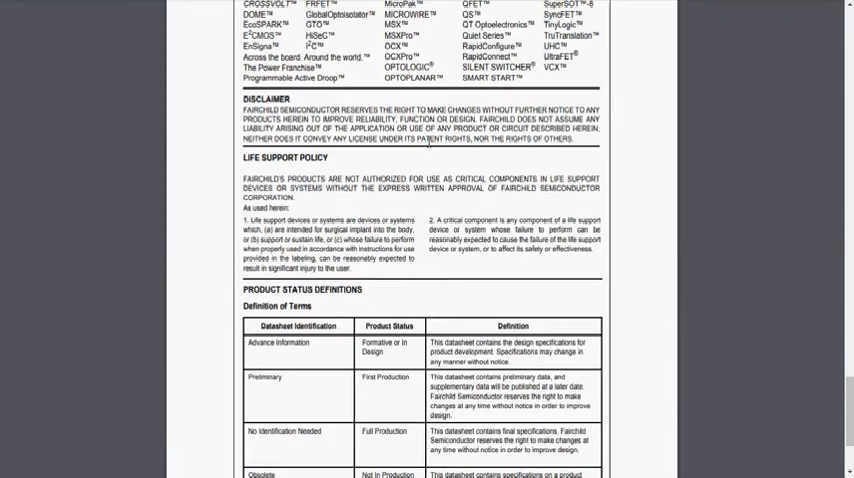 CROSSVOLT™ FRFET™ MicroPak™ QFET™ SuperSOT™-8
DOME™ GlobalOptoisolator™ MICROWIRE™ QS™ SyncFET™
EcoSPARK™ GTO™ MSX™ QT Optoelectronics™ TinyLogic™
E²CMOS™ HiSeC™ MSXPro™ Quiet Series™ TruTranslation™
EnSigna™ I²C™ OCX™ RapidConfigure™ UHC™
Across the board. Around the world.™ OCXPro™ RapidConnect™ UltraFET®
The Power Franchise™ OPTOLOGIC® SILENT SWITCHER® VCX™
Programmable Active Droop™ OPTOPLANAR™ SMART START™
DISCLAIMER
FAIRCHILD SEMICONDUCTOR RESERVES THE RIGHT TO MAKE CHANGES WITHOUT FURTHER NOTICE TO ANY
PRODUCTS HEREIN TO IMPROVE RELIABILITY, FUNCTION OR DESIGN. FAIRCHILD DOES NOT ASSUME ANY
LIABILITY ARISING OUT OF THE APPLICATION OR USE OF ANY PRODUCT OR CIRCUIT DESCRIBED HEREIN;
NEITHER DOES IT CONVEY ANY LICENSE UNDER ITS PATENT RIGHTS, NOR THE RIGHTS OF OTHERS.
LIFE SUPPORT POLICY
FAIRCHILD'S PRODUCTS ARE NOT AUTHORIZED FOR USE AS CRITICAL COMPONENTS IN LIFE SUPPORT
DEVICES OR SYSTEMS WITHOUT THE EXPRESS WRITTEN APPROVAL OF FAIRCHILD SEMICONDUCTOR
CORPORATION.
As used herein:
1. Life support devices or systems are devices or systems
which, (a) are intended for surgical implant into the body,
or (b) support or sustain life, or (c) whose failure to perform
when properly used in accordance with instructions for use
provided in the labeling, can be reasonably expected to
result in significant injury to the user.
2. A critical component is any component of a life support
device or system whose failure to perform can be
reasonably expected to cause the failure of the life support
device or system, or to affect its safety or effectiveness.
PRODUCT STATUS DEFINITIONS
Definition of Terms
Datasheet Identification Product Status Definition
Advance Information
Formative or In
Design
This datasheet contains the design specifications for
product development. Specifications may change in
any manner without notice.
Preliminary
First Production
This datasheet contains preliminary data, and
supplementary data will be published at a later date.
Fairchild Semiconductor reserves the right to make
changes at any time without notice in order to improve
design.
No Identification Needed
Full Production
This datasheet contains final specifications. Fairchild
Semiconductor reserves the right to make changes at
any time without notice in order to improve design.
Obsolete
Not In Production
This datasheet contains specifications on a product